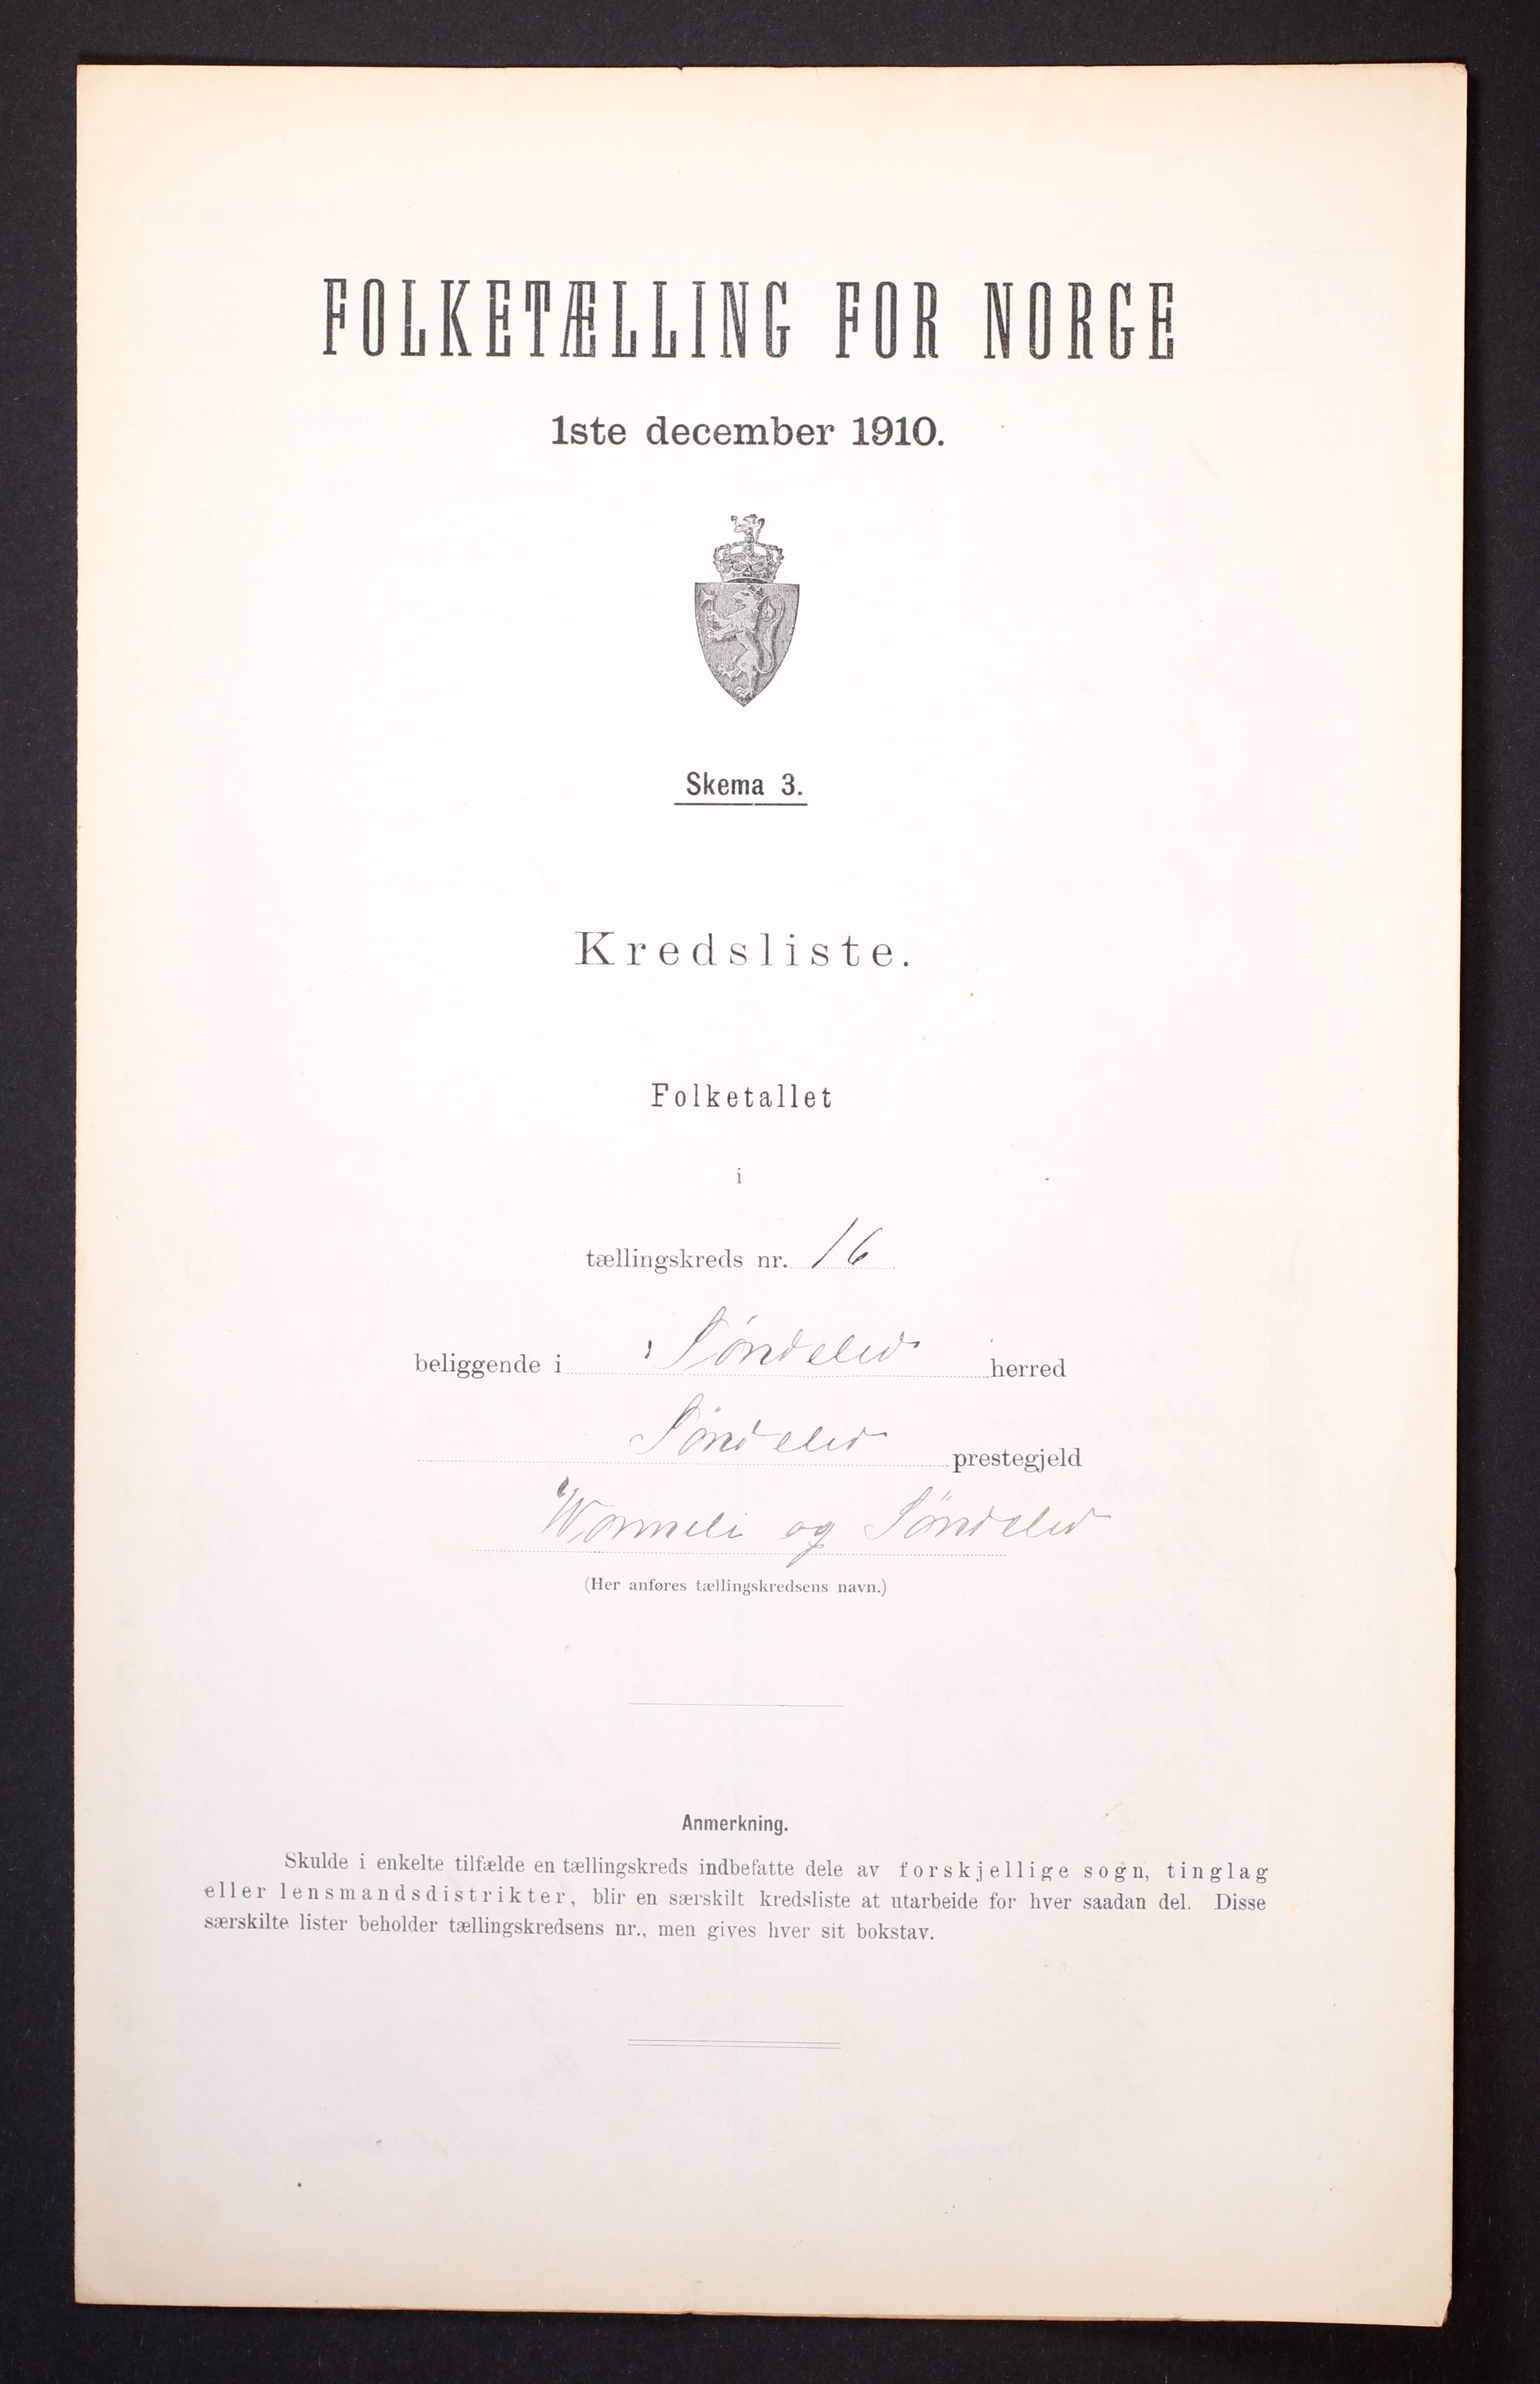 FOLKETÆLLING FOR NORGE
1ste december 1910.
Skema 3.
Kredsliste.
Folketallet
i
tællingskreds nr. 16
beliggende i Søndeled herred
Søndeled prestegjeld
og Søndeled
(Her anføres tællingskredsens navn.)
Anmerkning.
Skulde i enkelte tilfælde en tællingskreds indbefatte dele av forskjellige sogn, tinglag
eller lensmandsdistrikter, blir en særskilt kredsliste at utarbeide for hver saadan del. Disse
særskilte lister beholder tællingskredsens nr., men gives hver sit bokstav.